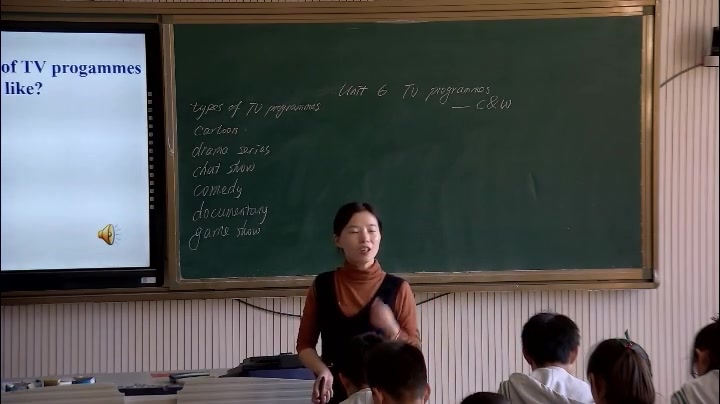 of TV progammes
like?
Unit 6 TV programmes
— C&W
types of TV programmes
cartoon
drama series
chat show
comedy
documentary
game show